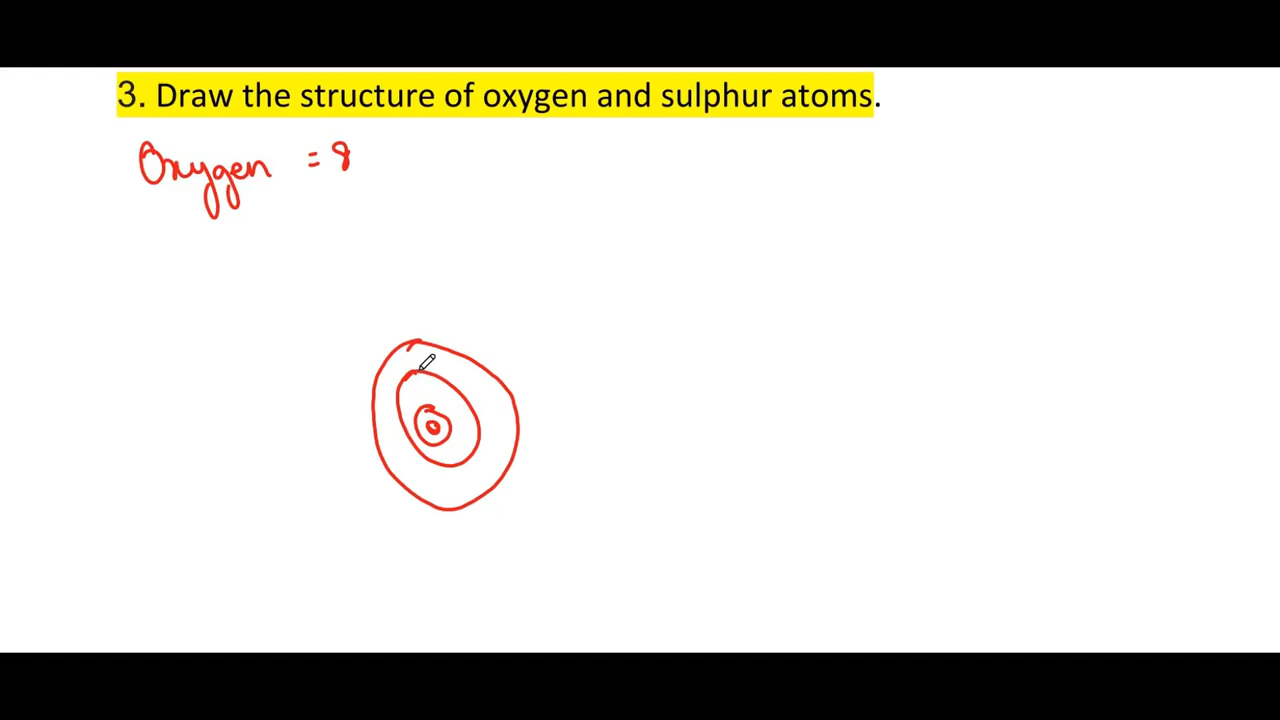 3. Draw the structure of oxygen and sulphur atoms.
Oxygen = 8